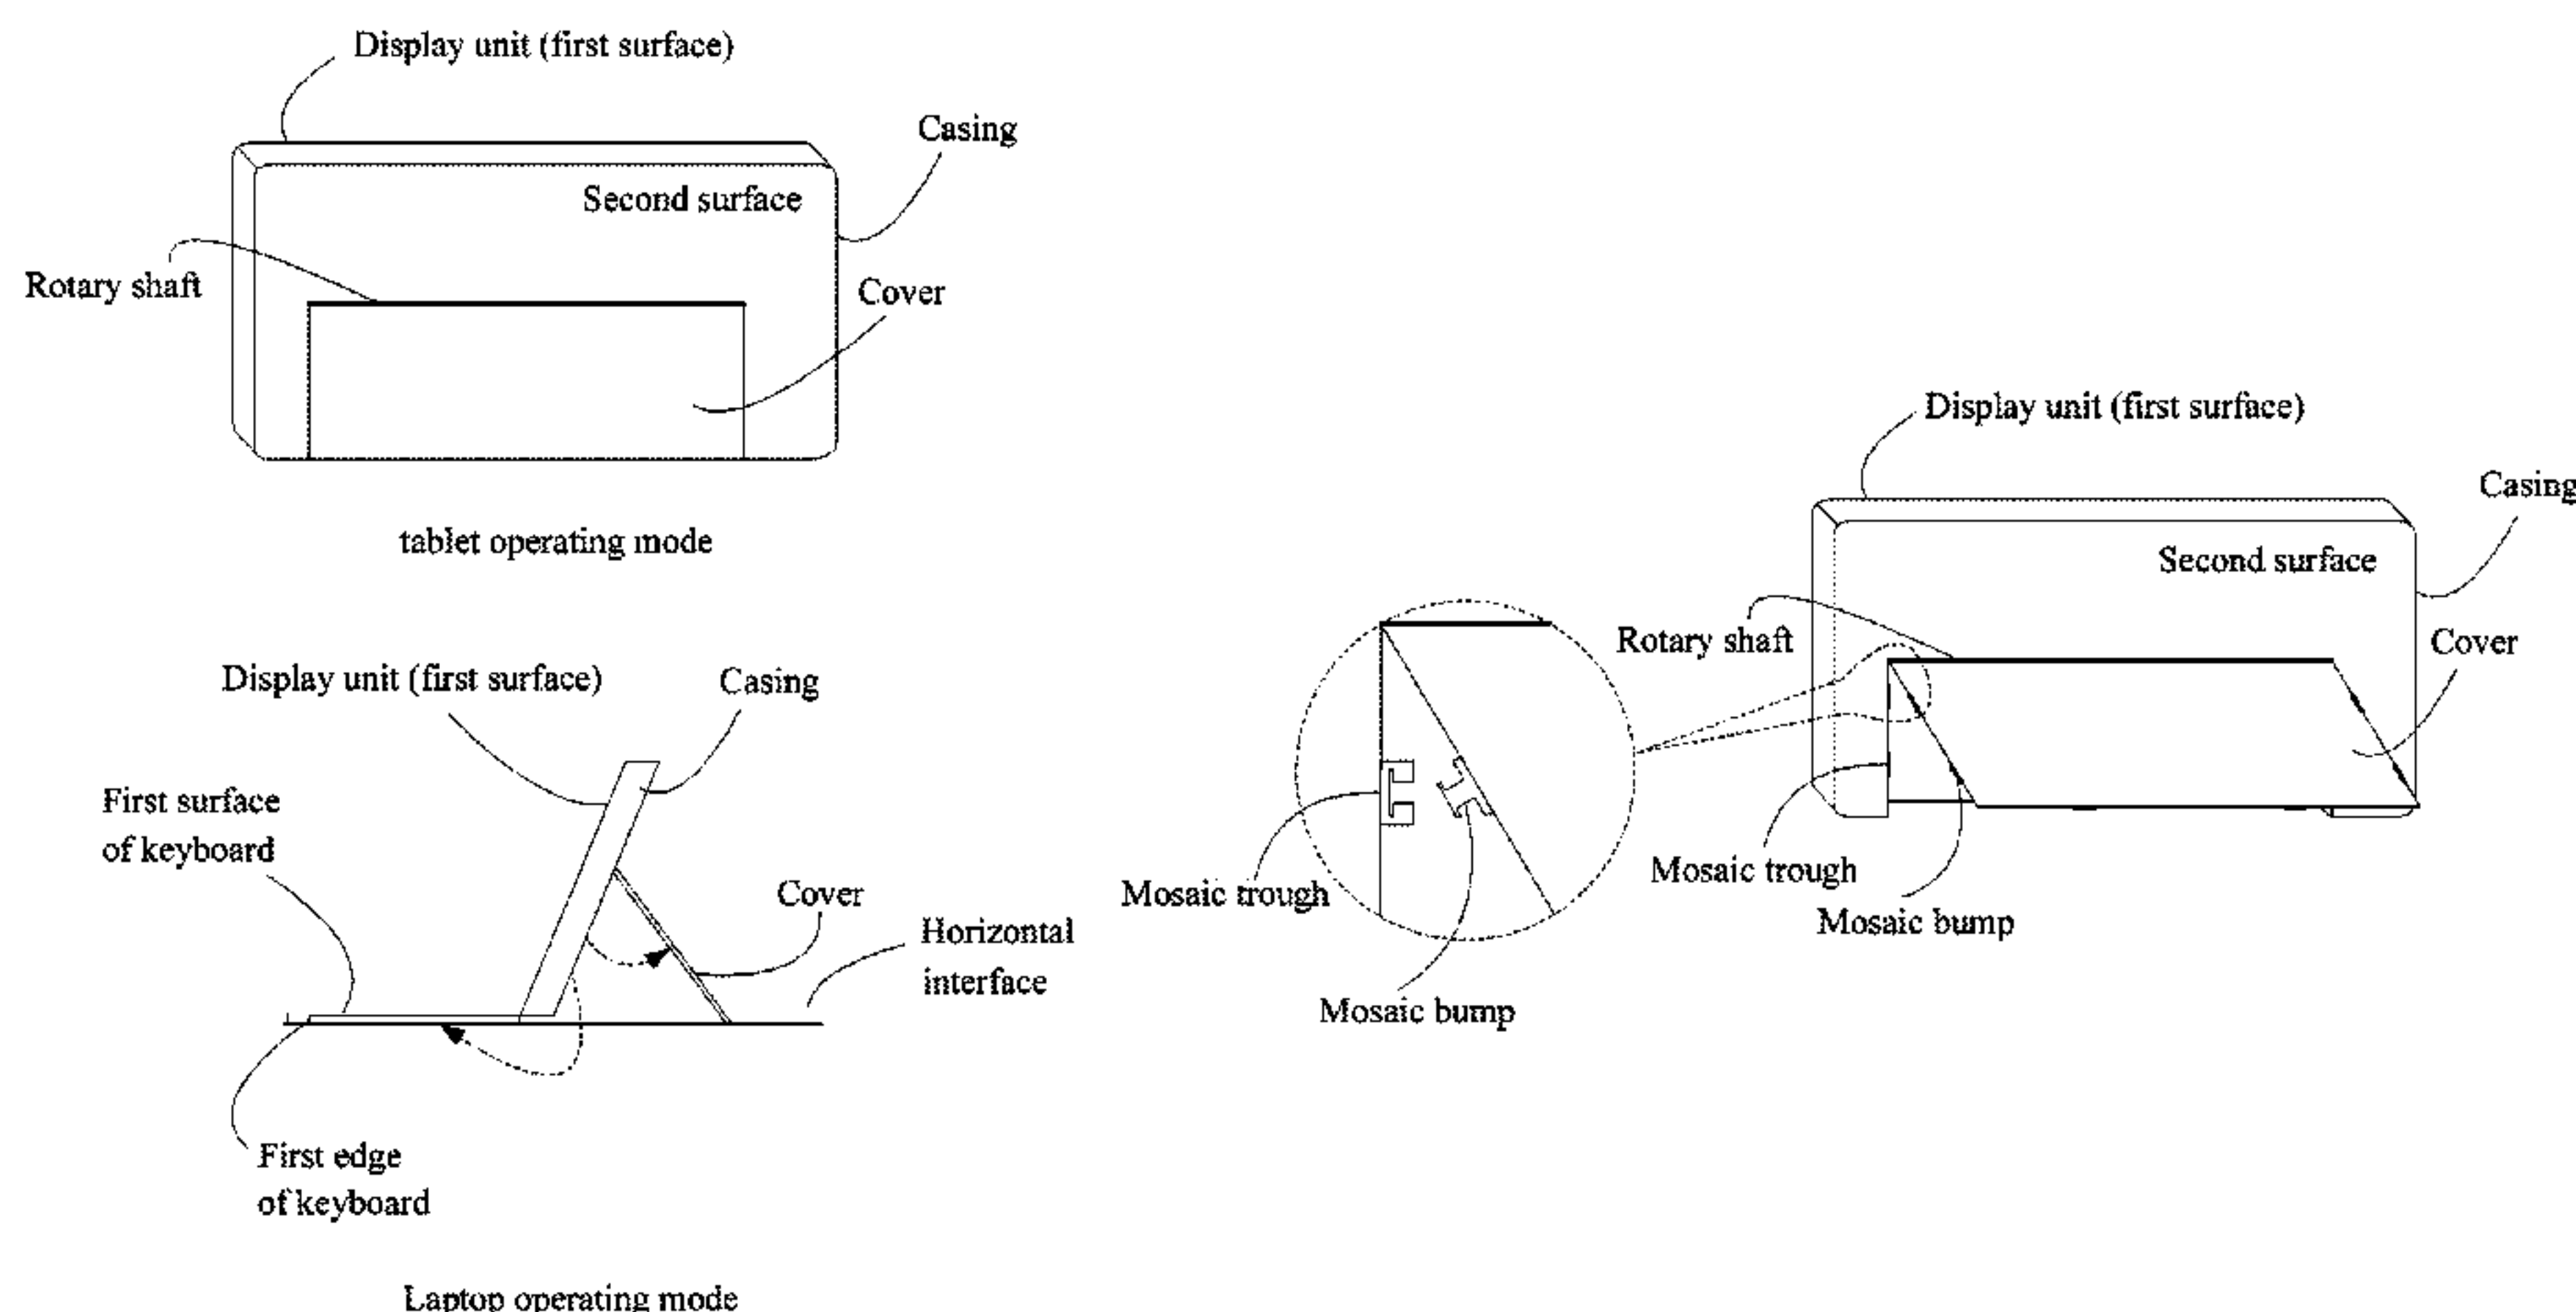 Display unit (first surface)
Casing
Second surface
Rotary shaft
Cover
tablet operating mode
Display unit (first surface)
Casing
First surface
of keyboard
Cover
Horizontal
interface
First edge
of keyboard
Laptop operating mode
Display unit (first surface)
Casing
Second surface
Rotary shaft
Cover
Mosaic trough
Mosaic bump
Mosaic trough
Mosaic bump